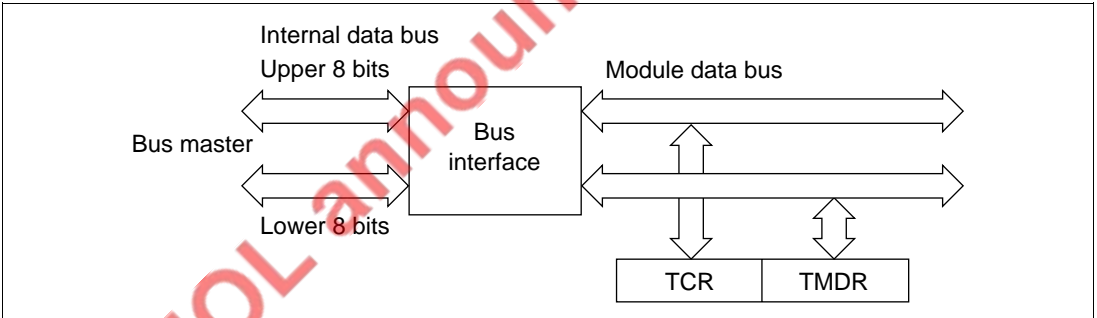 Internal data bus
Upper 8 bits
Module data bus
Bus master
Bus
interface
Lower 8 bits
TCR
TMDR